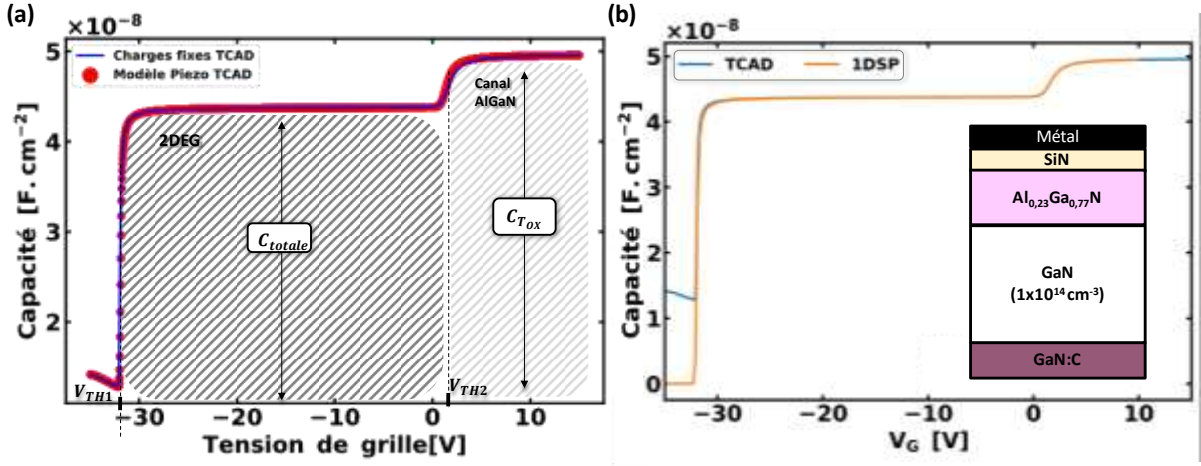 (a)
×10⁻⁸
5
4
3
2
Capacité [F.cm⁻²]
Charges fixes TCAD
Modèle Piezo TCAD
2DEG
Canal
AlGaN
C_totale
C_{T_{OX}}
V_TH1
V_TH2
−30
−20
−10
0
10
Tension de grille[V]
(b)
×10⁻⁸
5
4
3
2
1
0
Capacité [F.cm⁻²]
TCAD
1DSP
Métal
SiN
Al₀,₂₃Ga₀,₇₇N
GaN
(1x10¹⁴ cm⁻³)
GaN:C
−30
−20
−10
0
10
V_G [V]